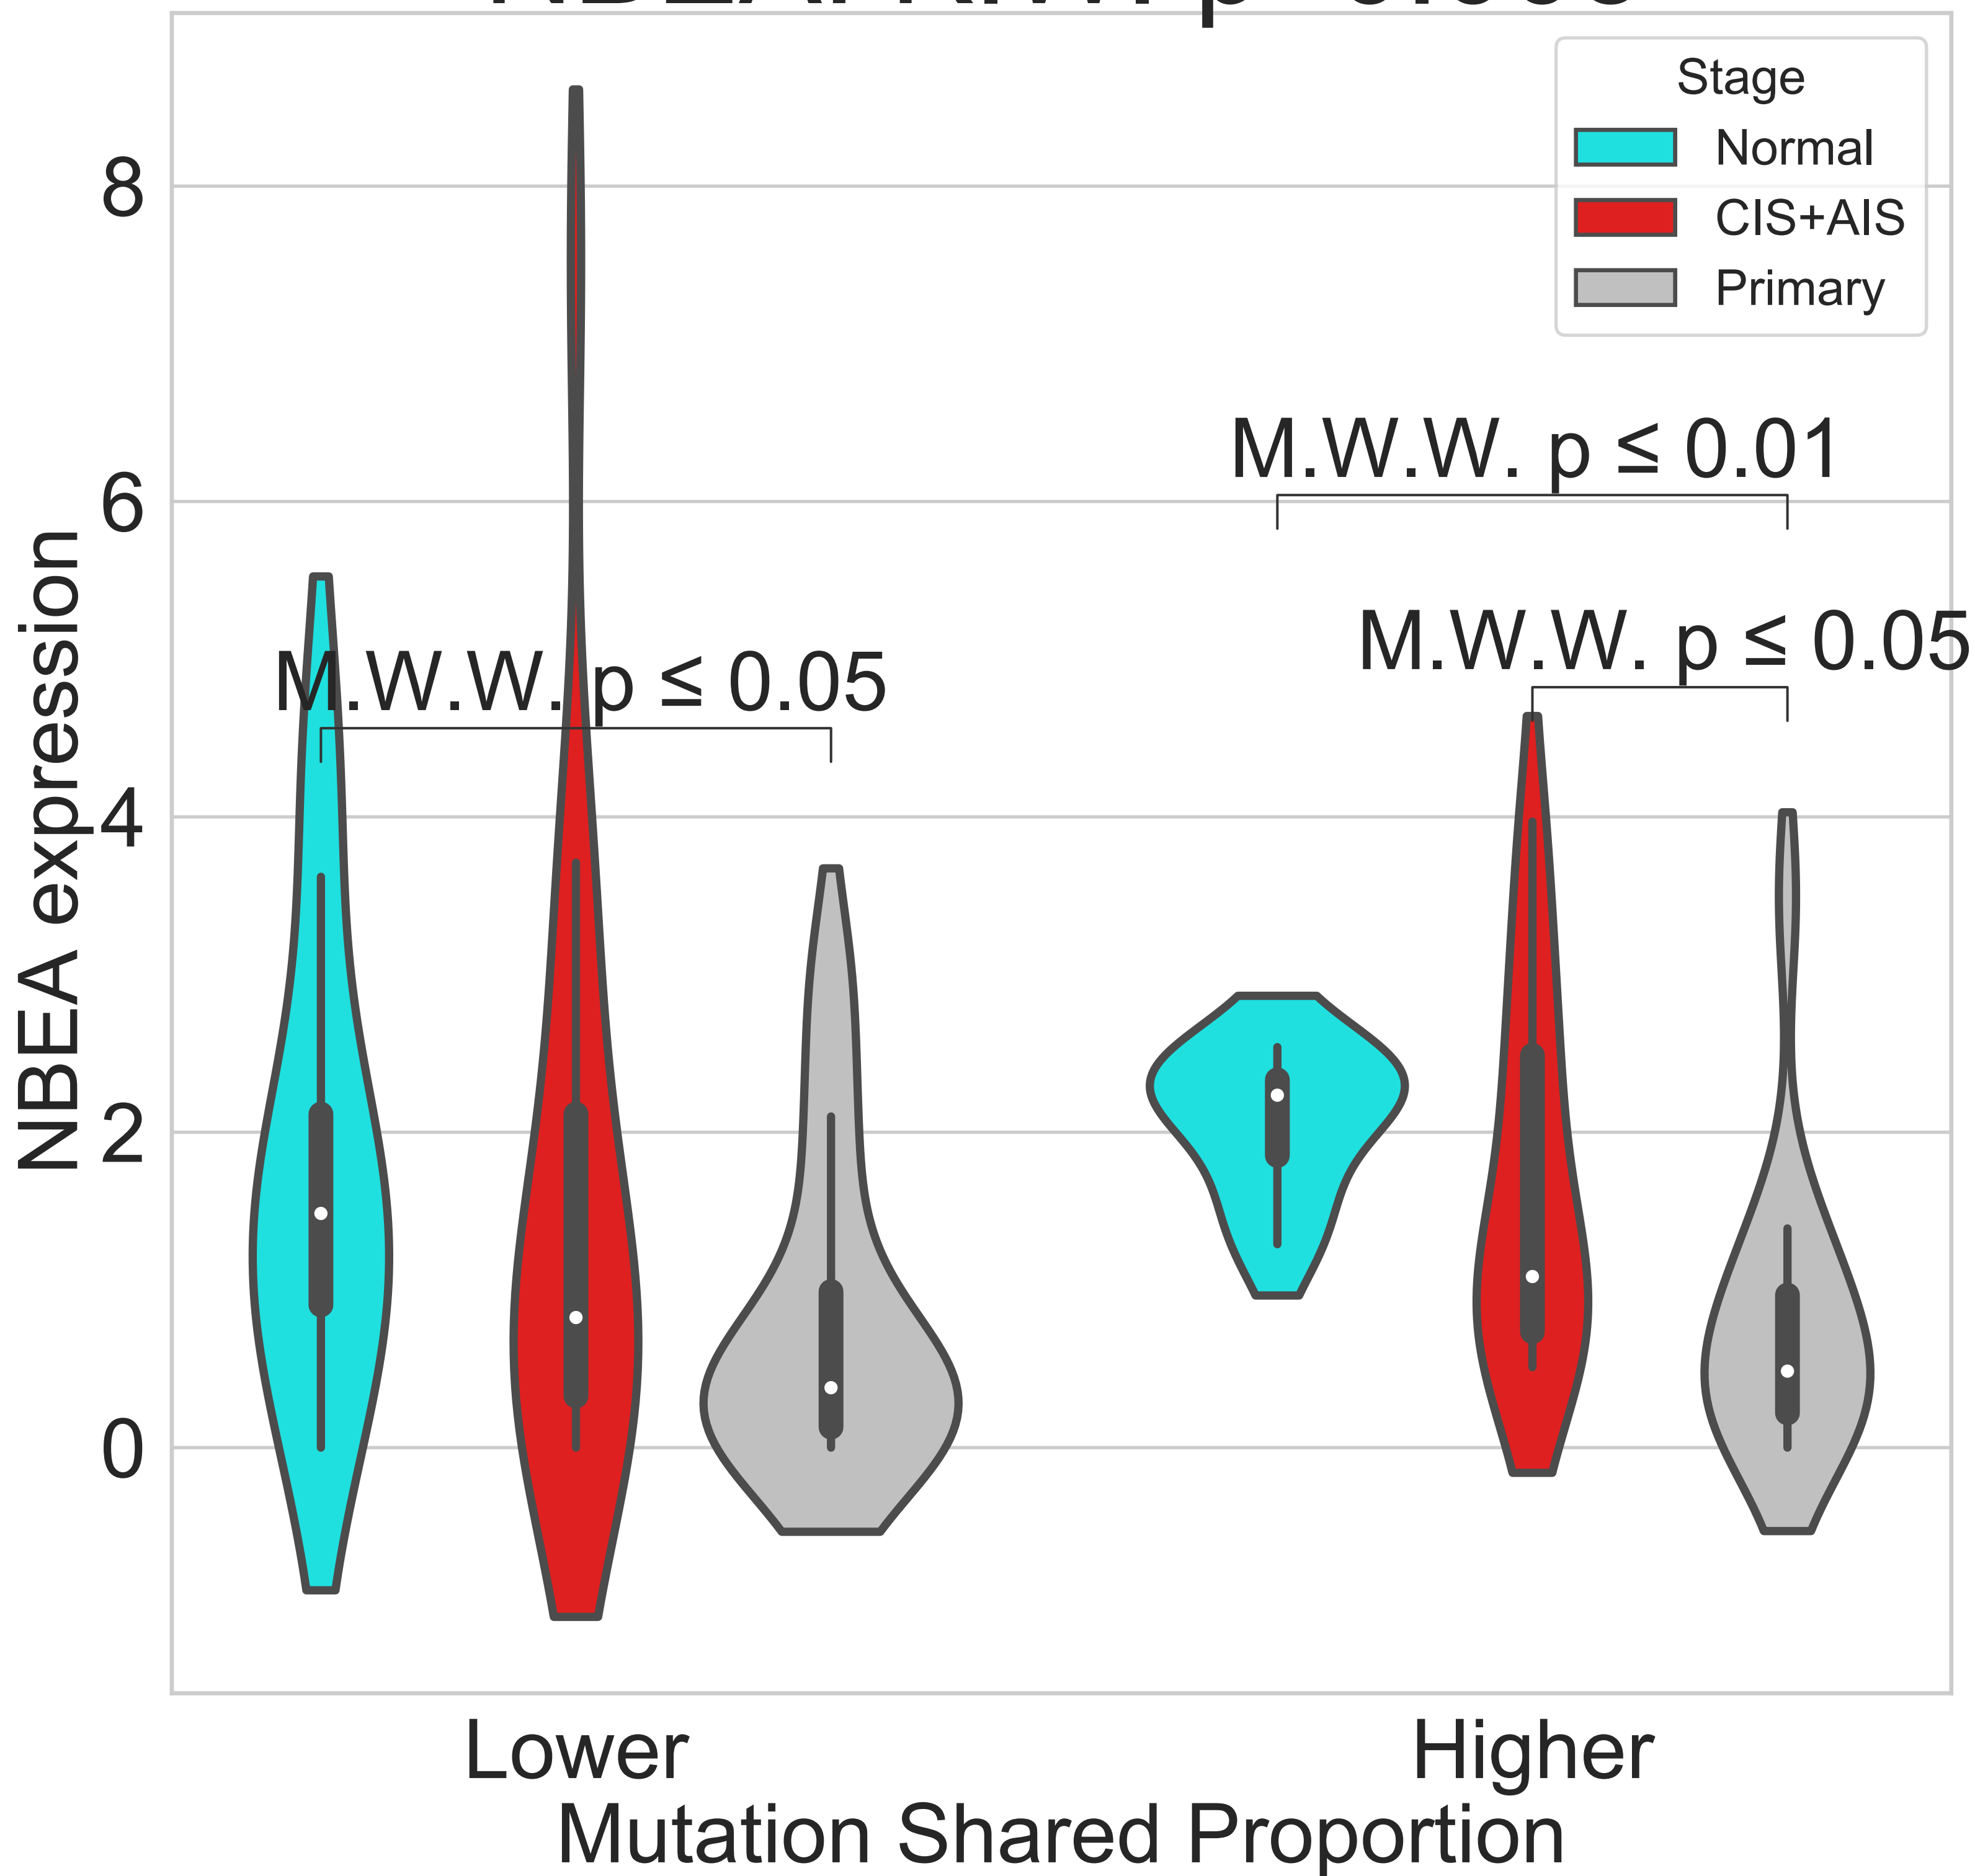 Stage
Normal
CIS+AIS
Primary
8
6
4
2
0
NBEA expression
M.W.W. p ≤ 0.01
M.W.W. p ≤ 0.05
M.W.W. p ≤ 0.05
Lower
Higher
Mutation Shared Proportion